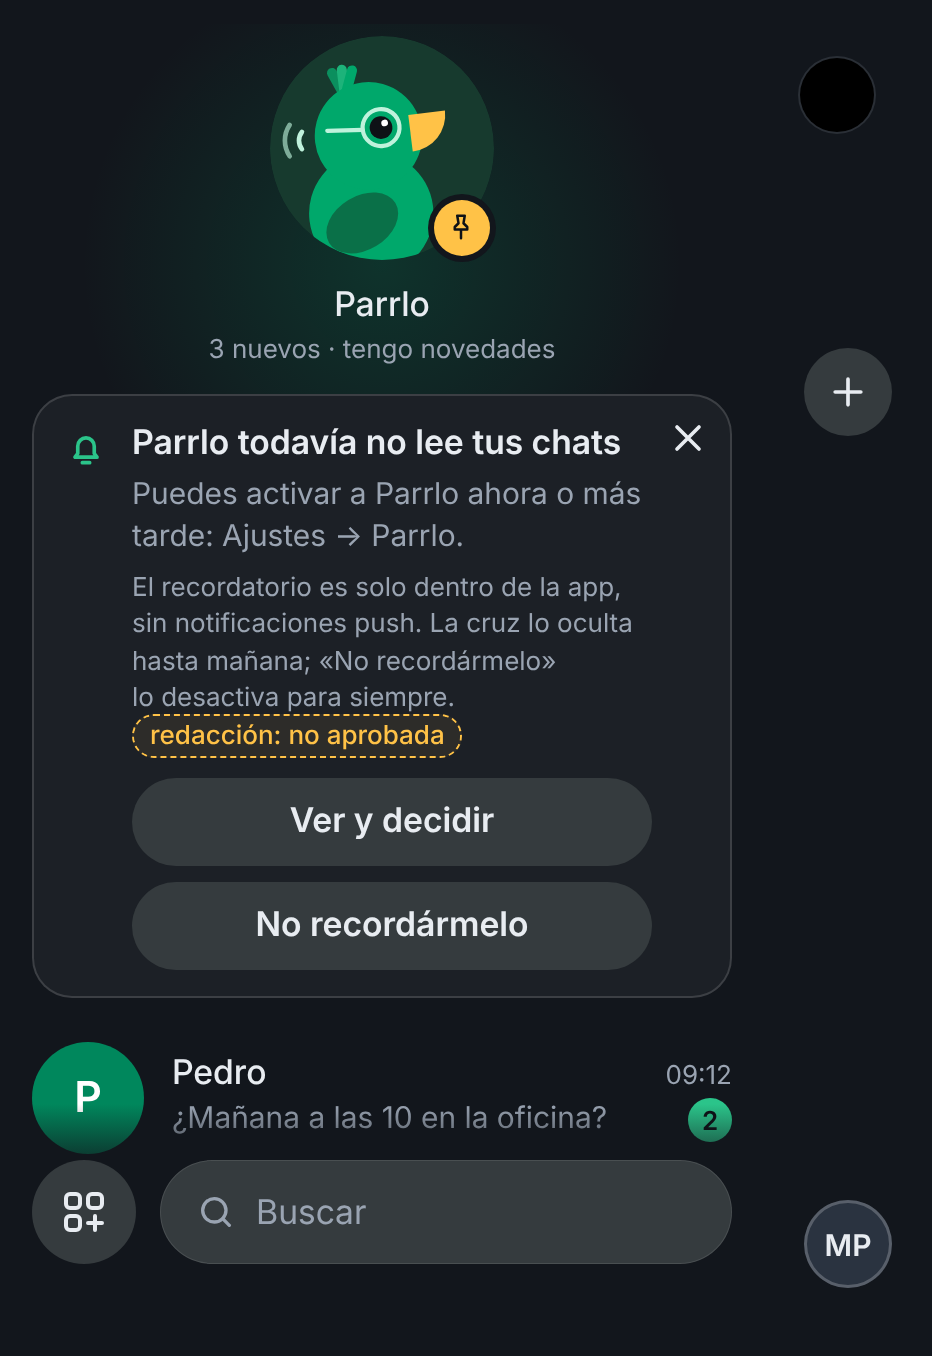 Parrlo
3 nuevos · tengo novedades
Parrlo todavía no lee tus chats
Puedes activar a Parrlo ahora o más
tarde: Ajustes → Parrlo.
El recordatorio es solo dentro de la app,
sin notificaciones push. La cruz lo oculta
hasta mañana; «No recordármelo»
lo desactiva para siempre.
redacción: no aprobada
Ver y decidir
No recordármelo
P
Pedro
09:12
¿Mañana a las 10 en la oficina?
2
Buscar
MP